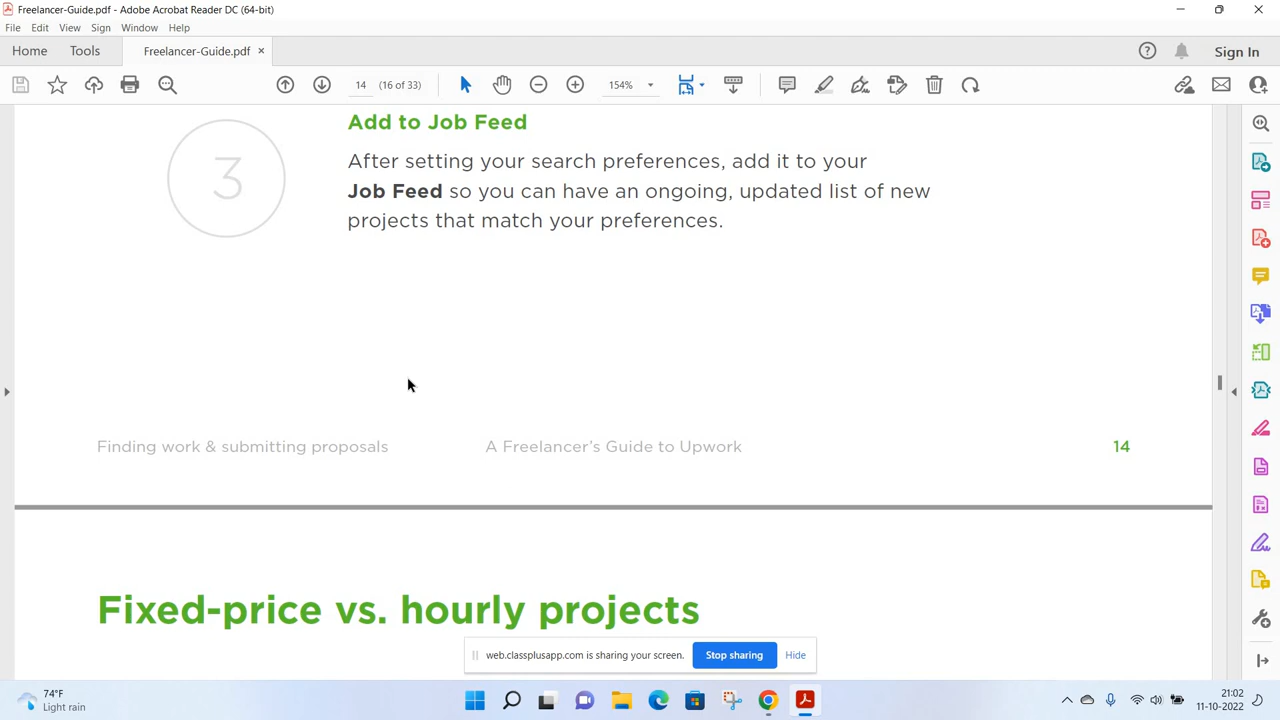 Freelancer-Guide.pdf - Adobe Acrobat Reader DC (64-bit)
File Edit View Sign Window Help
Home Tools Freelancer-Guide.pdf × Sign In
14 (16 of 33) 154%
3
Add to Job Feed
After setting your search preferences, add it to your
Job Feed so you can have an ongoing, updated list of new
projects that match your preferences.
Finding work & submitting proposals A Freelancer's Guide to Upwork 14
Fixed-price vs. hourly projects
web.classplusapp.com is sharing your screen. Stop sharing Hide
74°F
Light rain
21:02
11-10-2022